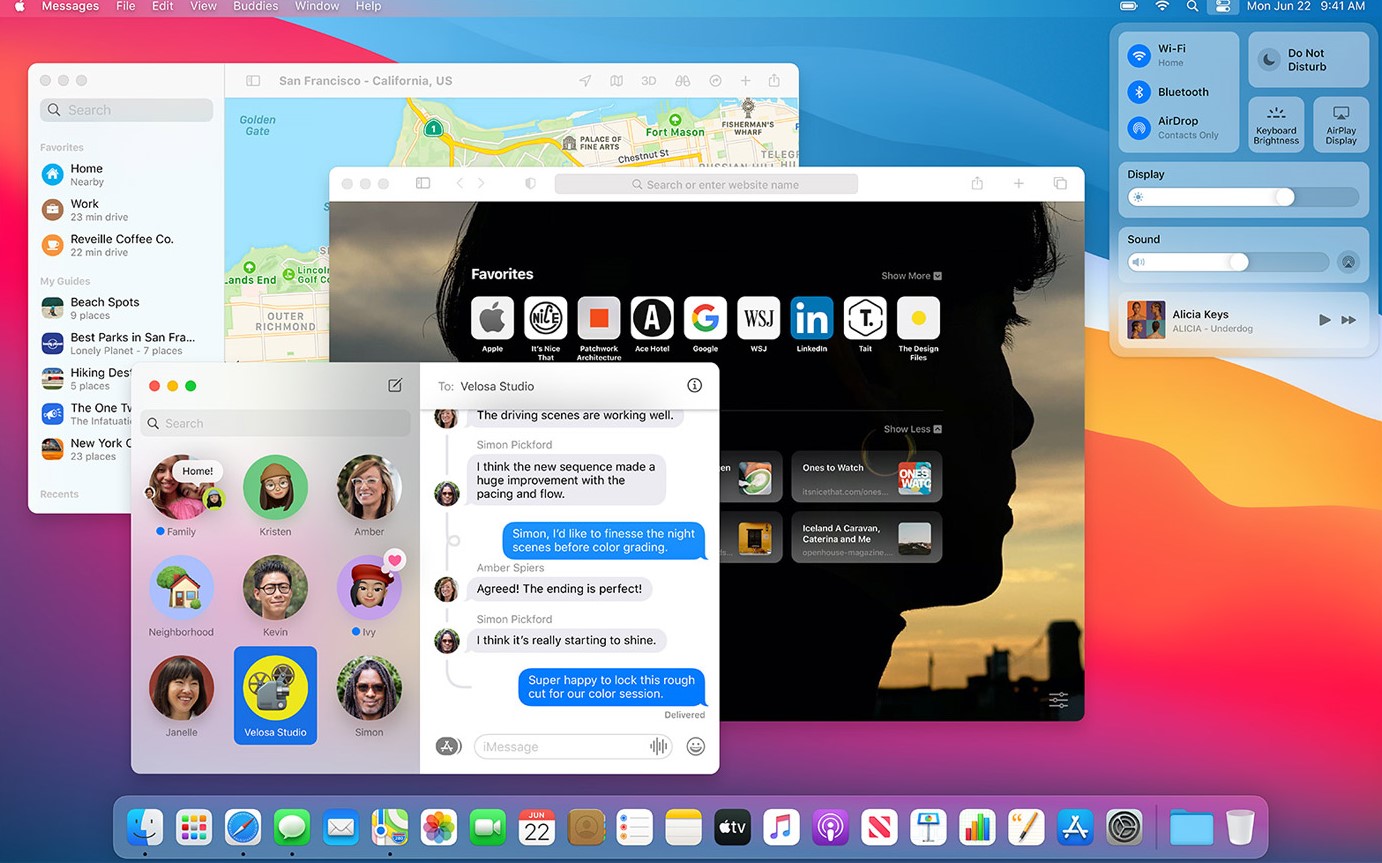 Messages File Edit View Buddies Window Help
Mon Jun 22 9:41 AM
San Francisco - California, US
3D
Search
Favorites
Home
Nearby
Work
23 min drive
Reveille Coffee Co.
22 min drive
My Guides
Beach Spots
9 places
Best Parks in San Fra...
Lonely Planet - 7 places
Hiking Des
5 places
The One Tw
The Infatuati
New York C
23 places
Recents
Golden
Gate
1
PALACE OF
FINE ARTS
Fort Mason
FISHERMAN'S
WHARF
Chestnut St
TELEG
Lands End
Lincol
Golf C
OUTER
RICHMOND
Search or enter website name
Favorites
Show More
NiCE
A
G
WSJ
in
T.
Apple
It's Nice
That
Patchwork
Architecture
Ace Hotel
Google
WSJ
LinkedIn
Tait
The Design
Files
Show Less
en
Ones to Watch
itsnicethat.com/ones...
ONES
WATC
Iceland A Caravan,
Caterina and Me
openhouse-magazine....
ds...
Search
Home!
Family
Kristen
Amber
Neighborhood
Kevin
Ivy
Janelle
Velosa Studio
Simon
To: Velosa Studio
The driving scenes are working well.
Simon Pickford
I think the new sequence made a
huge improvement with the
pacing and flow.
Simon, I'd like to finesse the night
scenes before color grading.
Amber Spiers
Agreed! The ending is perfect!
Simon Pickford
I think it's really starting to shine.
Super happy to lock this rough
cut for our color session.
Delivered
iMessage
Wi-Fi
Home
Bluetooth
AirDrop
Contacts Only
Do Not
Disturb
Keyboard
Brightness
AirPlay
Display
Display
Sound
Alicia Keys
ALICIA - Underdog
JUN
22
tv